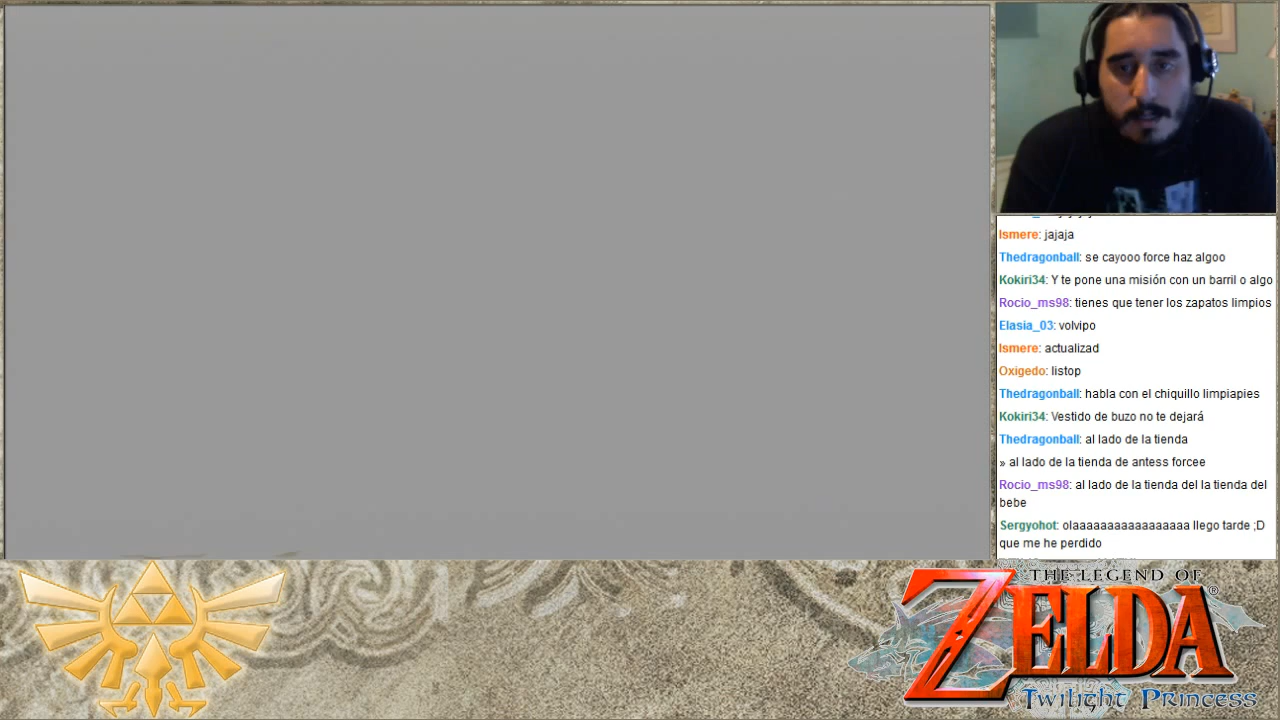 Ismere: jajaja
Thedragonball: se cayooo force haz algoo
Kokiri34: Y te pone una misión con un barril o algo
Rocio_ms98: tienes que tener los zapatos limpios
Elasia_03: volvipo
Ismere: actualizad
Oxigedo: listop
Thedragonball: habla con el chiquillo limpiapies
Kokiri34: Vestido de buzo no te dejará
Thedragonball: al lado de la tienda
» al lado de la tienda de antess forcee
Rocio_ms98: al lado de la tienda del la tienda del
bebe
Sergyohot: olaaaaaaaaaaaaaaaaa llego tarde ;D
que me he perdido
THE LEGEND OF
ZELDA®
Twilight Princess